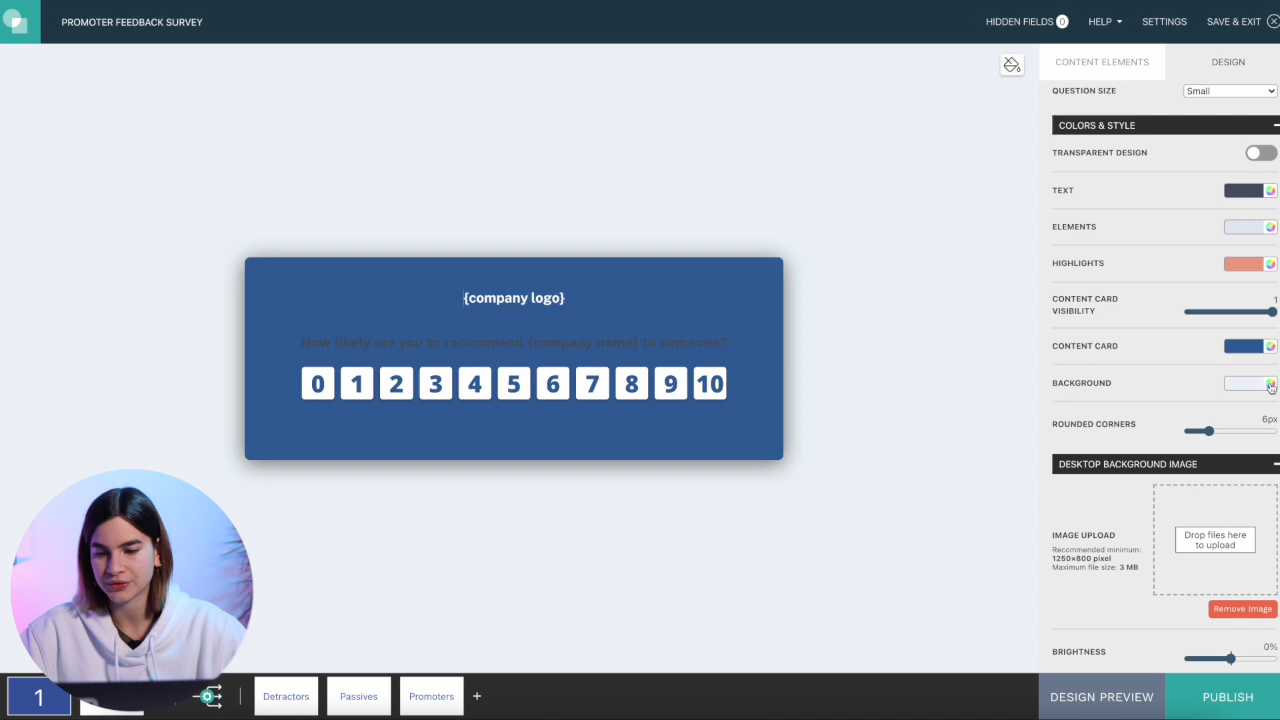 PROMOTER FEEDBACK SURVEY
HIDDEN FIELDS 0
HELP
SETTINGS
SAVE & EXIT
CONTENT ELEMENTS
DESIGN
QUESTION SIZE
Small
COLORS & STYLE
TRANSPARENT DESIGN
TEXT
ELEMENTS
HIGHLIGHTS
CONTENT CARD
VISIBILITY
1
CONTENT CARD
BACKGROUND
ROUNDED CORNERS
6px
DESKTOP BACKGROUND IMAGE
IMAGE UPLOAD
Recommended minimum:
1250×800 pixel
Maximum file size: 3 MB
Drop files here
to upload
Remove Image
BRIGHTNESS
0%
{company logo}
How likely are you to recommend {company name} to someone?
0 1 2 3 4 5 6 7 8 9 10
1
Detractors
Passives
Promoters
+
DESIGN PREVIEW
PUBLISH